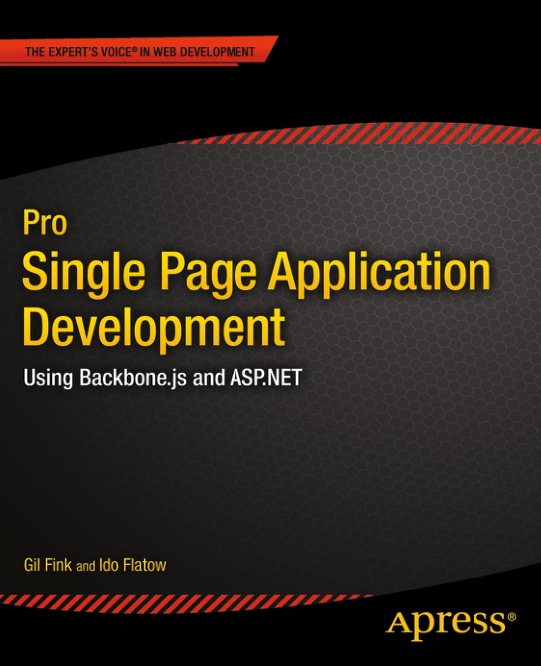 THE EXPERT'S VOICE® IN WEB DEVELOPMENT
Pro
Single Page Application
Development
Using Backbone.js and ASP.NET
Gil Fink and Ido Flatow
Apress®